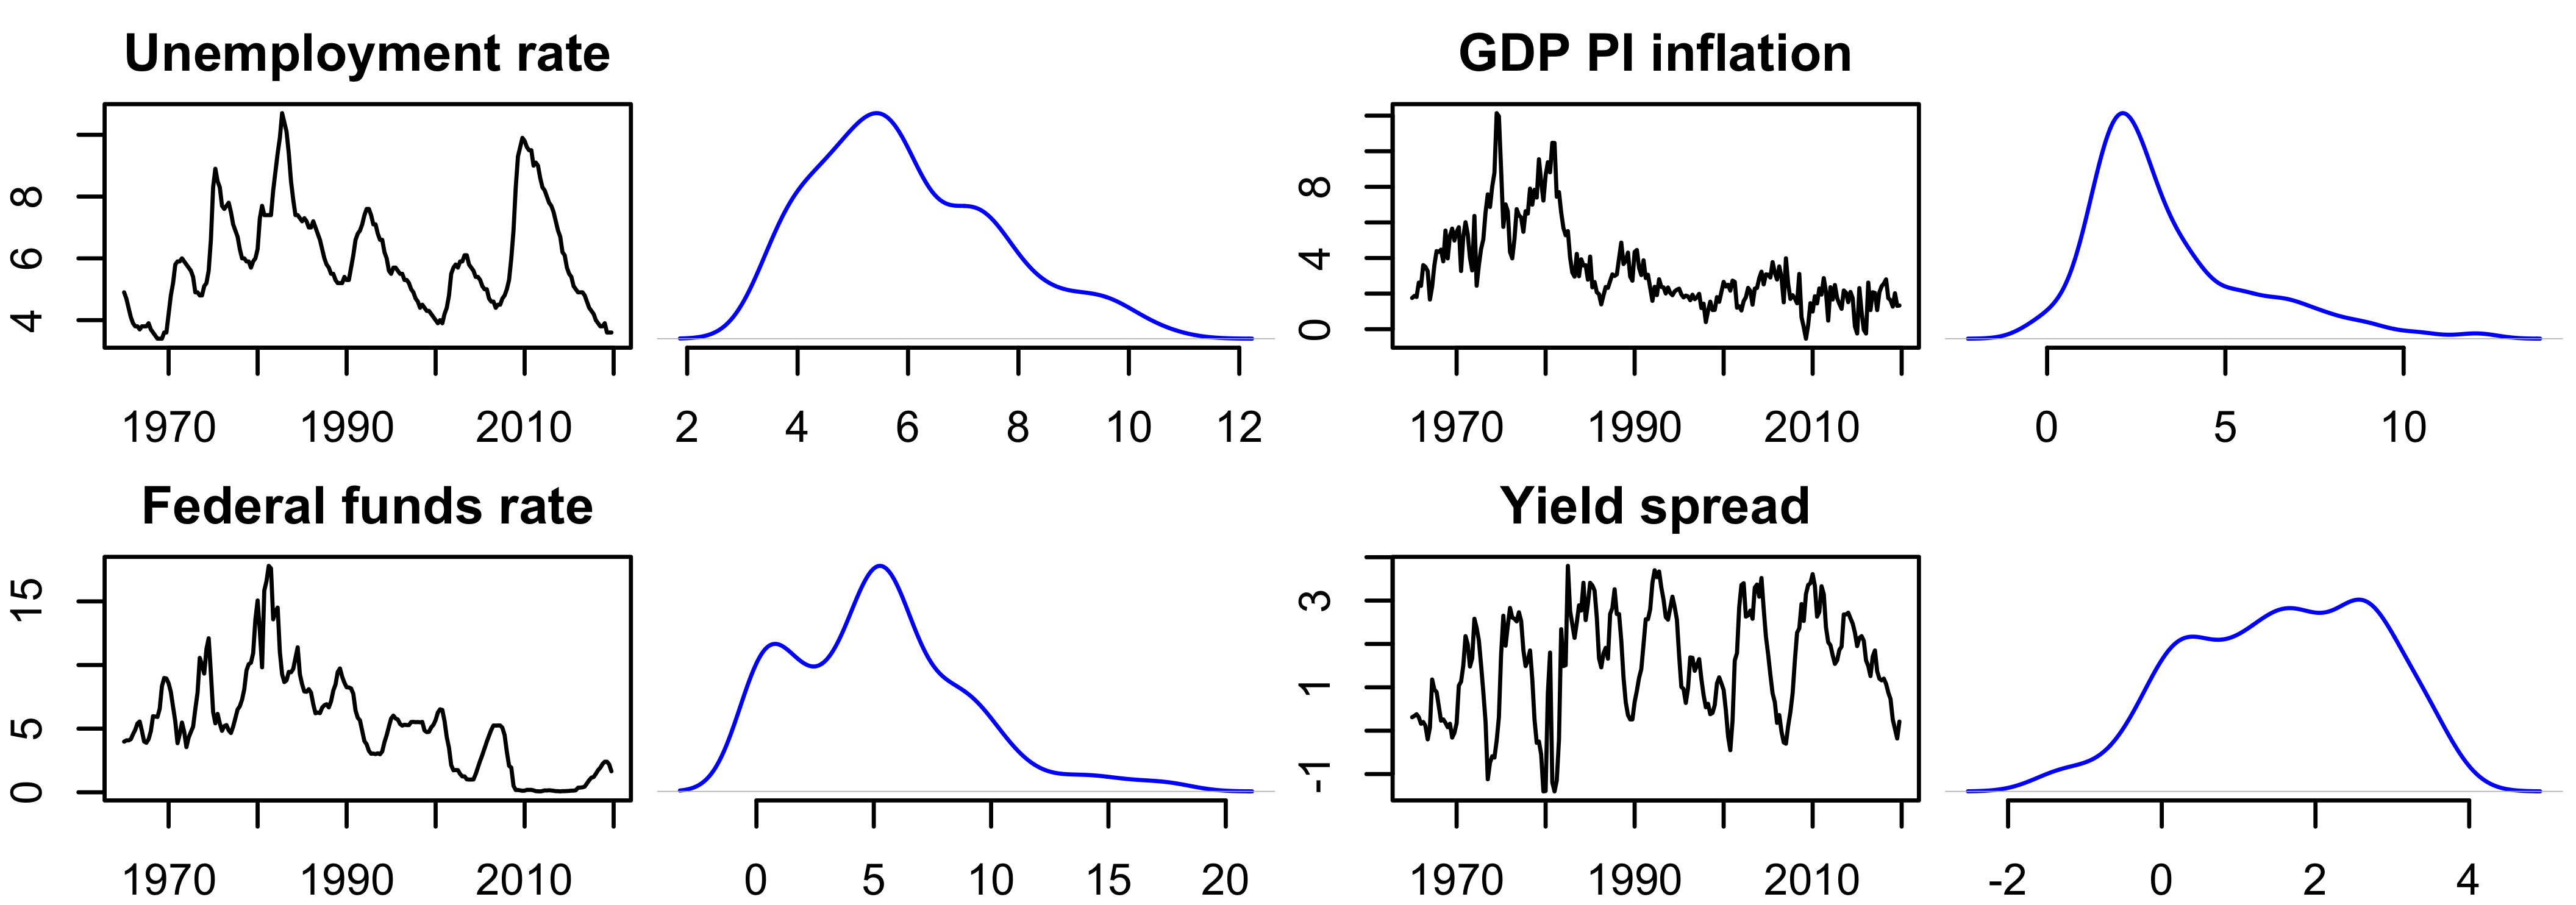 Unemployment rate
8
6
4
1970 1990 2010
2 4 6 8 10 12
GDP PI inflation
8
4
0
1970 1990 2010
0 5 10
Federal funds rate
15
5
0
1970 1990 2010
0 5 10 15 20
Yield spread
3
1
-1
1970 1990 2010
-2 0 2 4